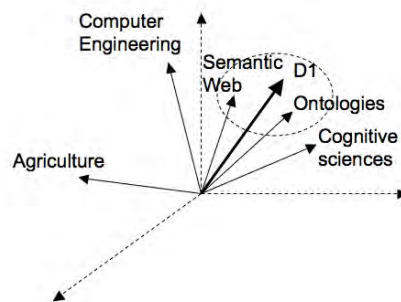 Computer
Engineering
Semantic
Web
D1
Ontologies
Cognitive
sciences
Agriculture